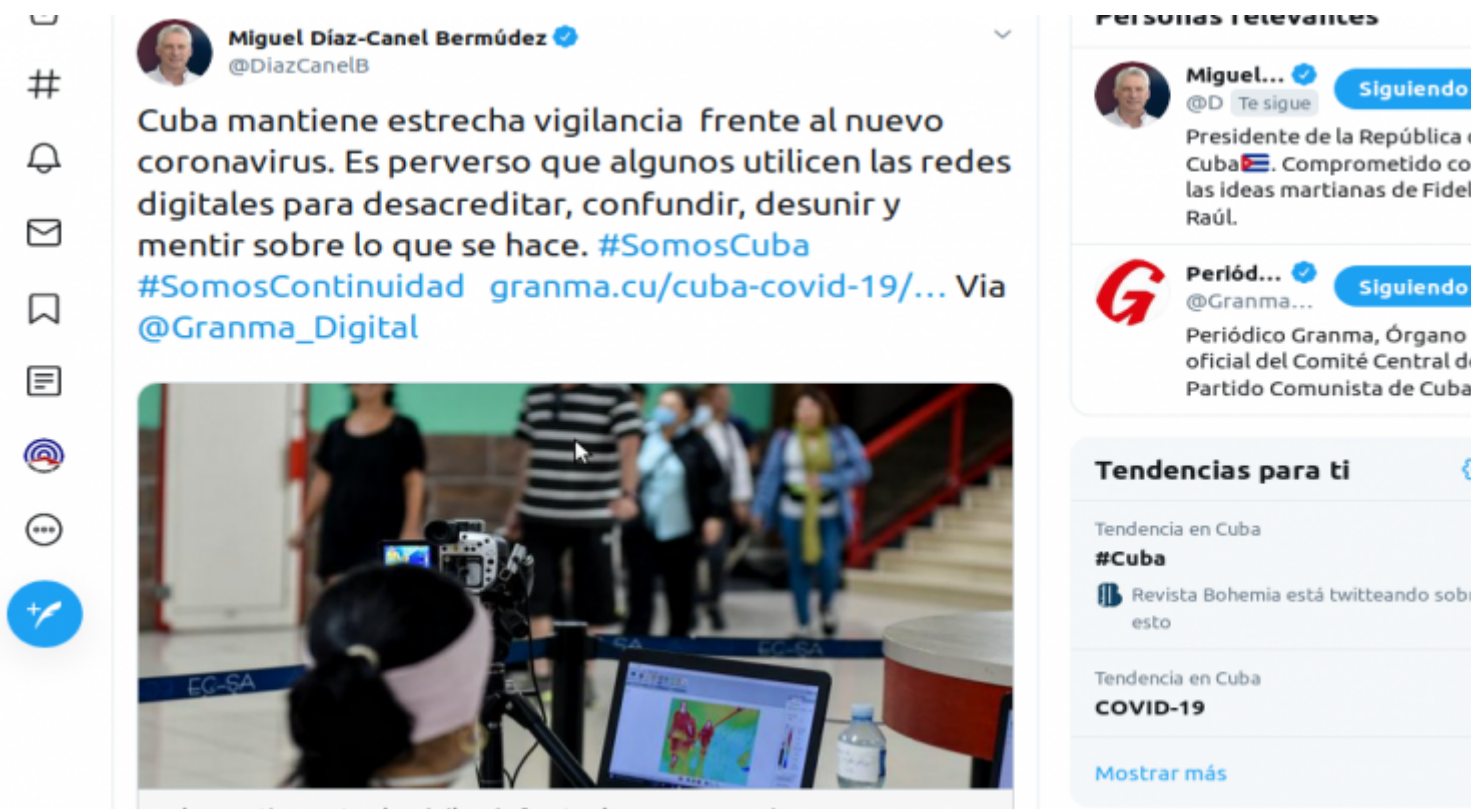 Miguel Díaz-Canel Bermúdez
@DiazCanelB
Cuba mantiene estrecha vigilancia frente al nuevo
coronavirus. Es perverso que algunos utilicen las redes
digitales para desacreditar, confundir, desunir y
mentir sobre lo que se hace. #SomosCuba
#SomosContinuidad granma.cu/cuba-covid-19/... Via
@Granma_Digital
EC-SA
CA
EC-SA
Personas relevantes
Miguel...
Siguiendo
@D Te sigue
Presidente de la República
Cuba. Comprometido co
las ideas martianas de Fidel
Raúl.
Periód...
Siguiendo
@Granma...
Periódico Granma, Órgano
oficial del Comité Central d
Partido Comunista de Cuba
Tendencias para ti
Tendencia en Cuba
#Cuba
Revista Bohemia está twitteando sobr
esto
Tendencia en Cuba
COVID-19
Mostrar más